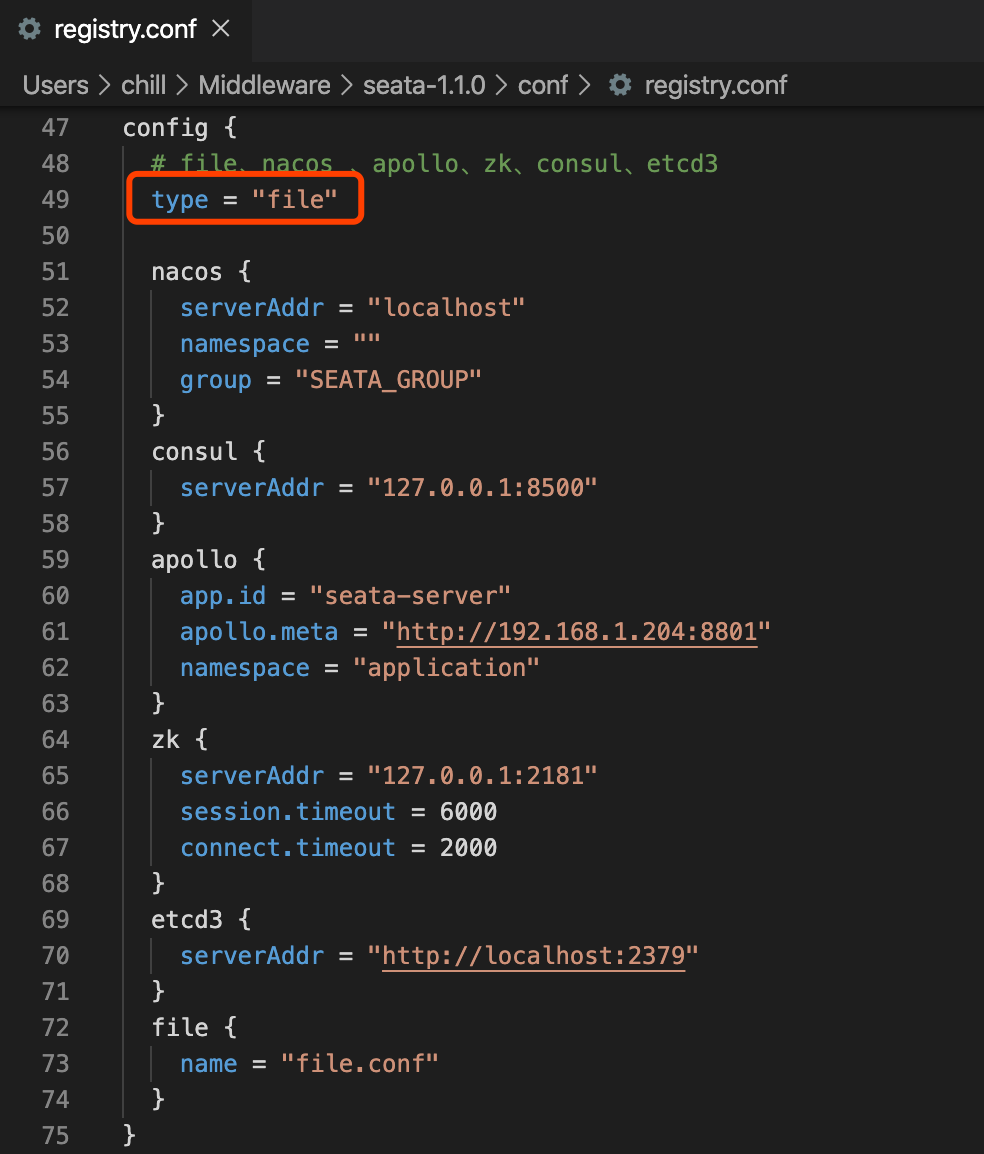 registry.conf ×
Users > chill > Middleware > seata-1.1.0 > conf > registry.conf
47 config {
48   # file、nacos 、apollo、zk、consul、etcd3
49   type = "file"
50
51   nacos {
52     serverAddr = "localhost"
53     namespace = ""
54     group = "SEATA_GROUP"
55   }
56   consul {
57     serverAddr = "127.0.0.1:8500"
58   }
59   apollo {
60     app.id = "seata-server"
61     apollo.meta = "http://192.168.1.204:8801"
62     namespace = "application"
63   }
64   zk {
65     serverAddr = "127.0.0.1:2181"
66     session.timeout = 6000
67     connect.timeout = 2000
68   }
69   etcd3 {
70     serverAddr = "http://localhost:2379"
71   }
72   file {
73     name = "file.conf"
74   }
75 }